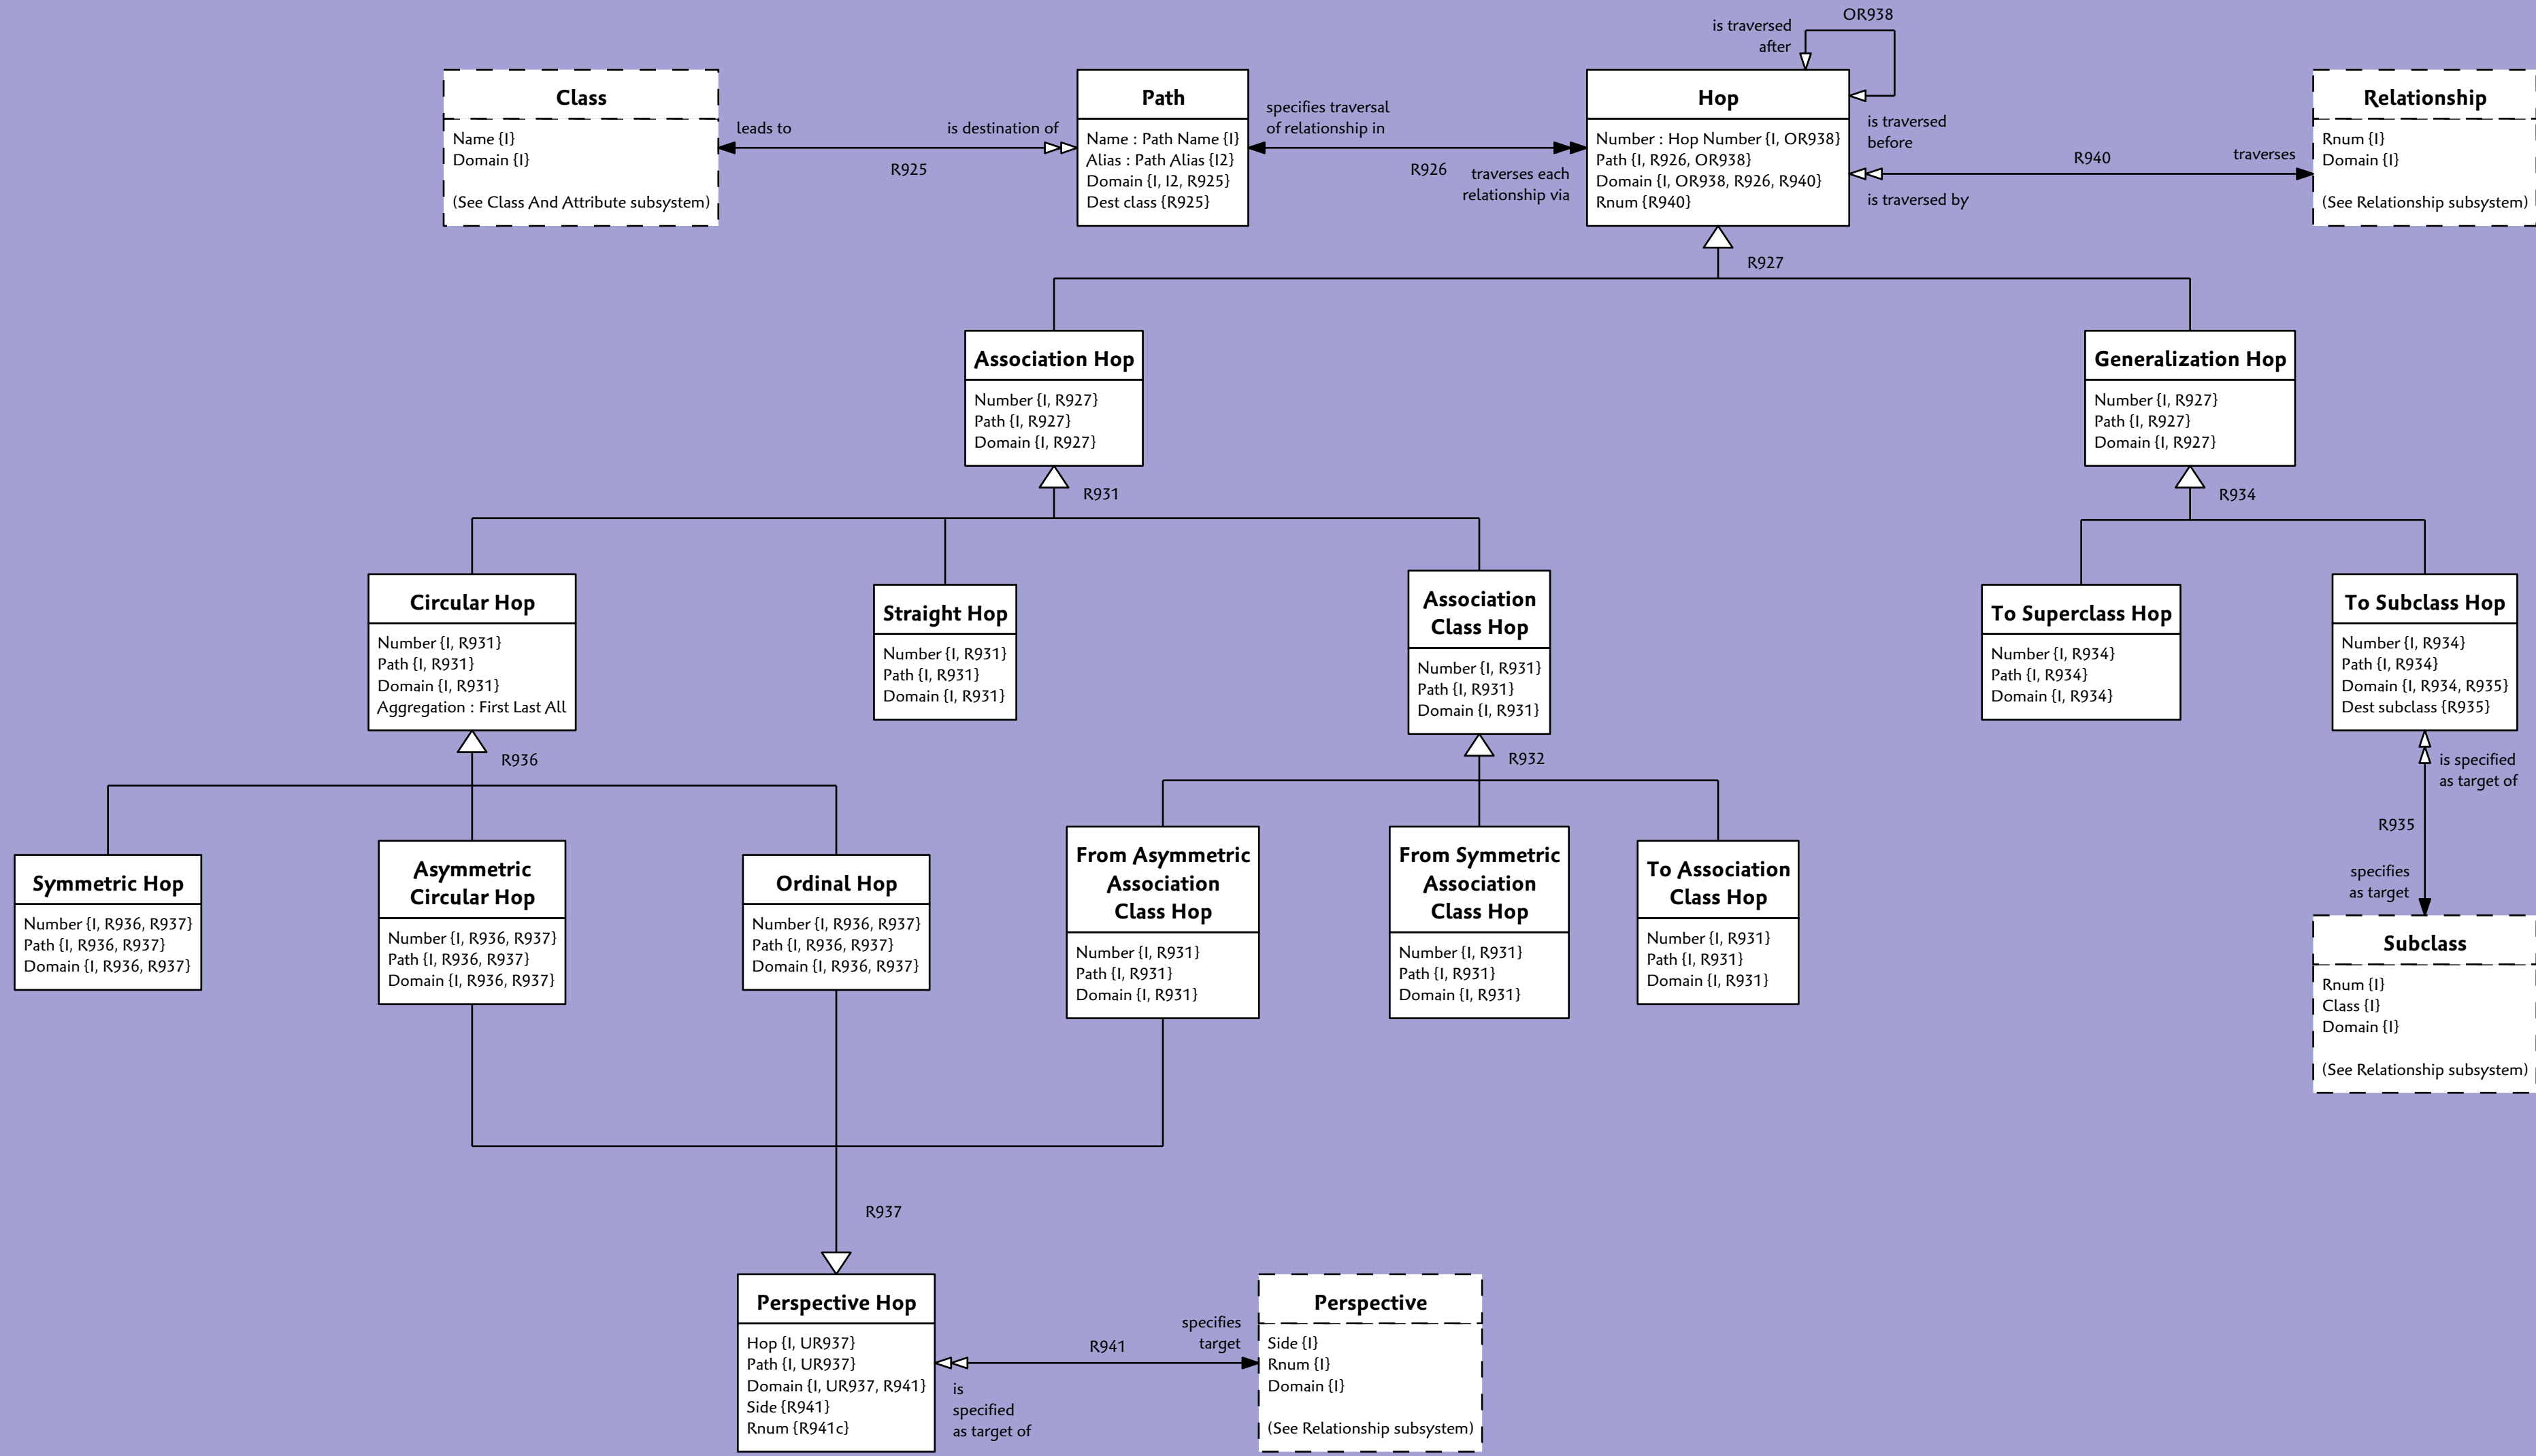 OR938
is traversed
after
Class
Name {I}
Domain {I}
(See Class And Attribute subsystem)
leads to
is destination of
R925
Path
Name : Path Name {I}
Alias : Path Alias {I2}
Domain {I, I2, R925}
Dest class {R925}
specifies traversal
of relationship in
R926
traverses each
relationship via
Hop
Number : Hop Number {I, OR938}
Path {I, R926, OR938}
Domain {I, OR938, R926, R940}
Rnum {R940}
is traversed
before
R940
traverses
is traversed by
Relationship
Rnum {I}
Domain {I}
(See Relationship subsystem)
R927
Association Hop
Number {I, R927}
Path {I, R927}
Domain {I, R927}
Generalization Hop
Number {I, R927}
Path {I, R927}
Domain {I, R927}
R931
R934
Circular Hop
Number {I, R931}
Path {I, R931}
Domain {I, R931}
Aggregation : First Last All
Straight Hop
Number {I, R931}
Path {I, R931}
Domain {I, R931}
Association
Class Hop
Number {I, R931}
Path {I, R931}
Domain {I, R931}
To Superclass Hop
Number {I, R934}
Path {I, R934}
Domain {I, R934}
To Subclass Hop
Number {I, R934}
Path {I, R934}
Domain {I, R934, R935}
Dest subclass {R935}
R936
R932
is specified
as target of
R935
specifies
as target
Symmetric Hop
Number {I, R936, R937}
Path {I, R936, R937}
Domain {I, R936, R937}
Asymmetric
Circular Hop
Number {I, R936, R937}
Path {I, R936, R937}
Domain {I, R936, R937}
Ordinal Hop
Number {I, R936, R937}
Path {I, R936, R937}
Domain {I, R936, R937}
From Asymmetric
Association
Class Hop
Number {I, R931}
Path {I, R931}
Domain {I, R931}
From Symmetric
Association
Class Hop
Number {I, R931}
Path {I, R931}
Domain {I, R931}
To Association
Class Hop
Number {I, R931}
Path {I, R931}
Domain {I, R931}
Subclass
Rnum {I}
Class {I}
Domain {I}
(See Relationship subsystem)
R937
Perspective Hop
Hop {I, UR937}
Path {I, UR937}
Domain {I, UR937, R941}
Side {R941}
Rnum {R941c}
R941
specifies
target
is
specified
as target of
Perspective
Side {I}
Rnum {I}
Domain {I}
(See Relationship subsystem)